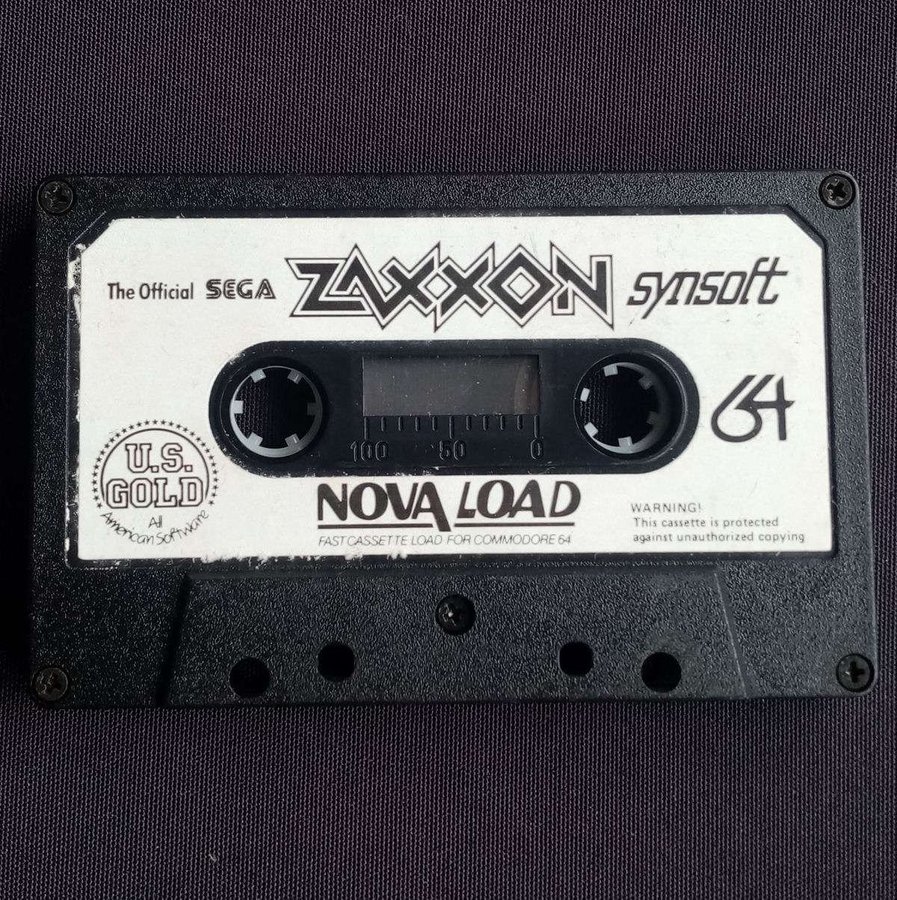 The Official SEGA ZAXXON synsoft
64
100 50 0
U.S.
GOLD
All
American Software
NOVA LOAD
FAST CASSETTE LOAD FOR COMMODORE 64
WARNING!
This cassette is protected
against unauthorized copying